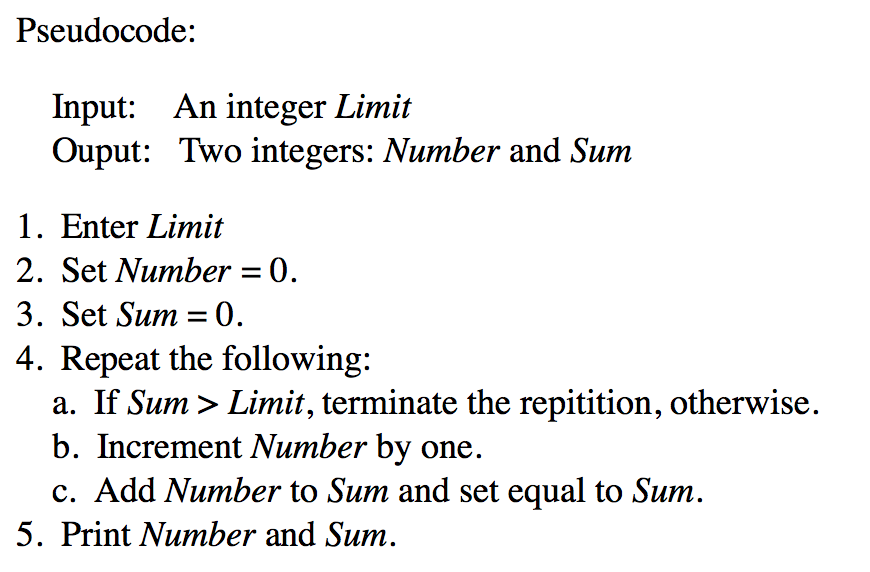 Pseudocode:
Input: An integer Limit
Ouput: Two integers: Number and Sum
1. Enter Limit
2. Set Number = 0.
3. Set Sum = 0.
4. Repeat the following:
a. If Sum > Limit, terminate the repitition, otherwise.
b. Increment Number by one.
c. Add Number to Sum and set equal to Sum.
5. Print Number and Sum.